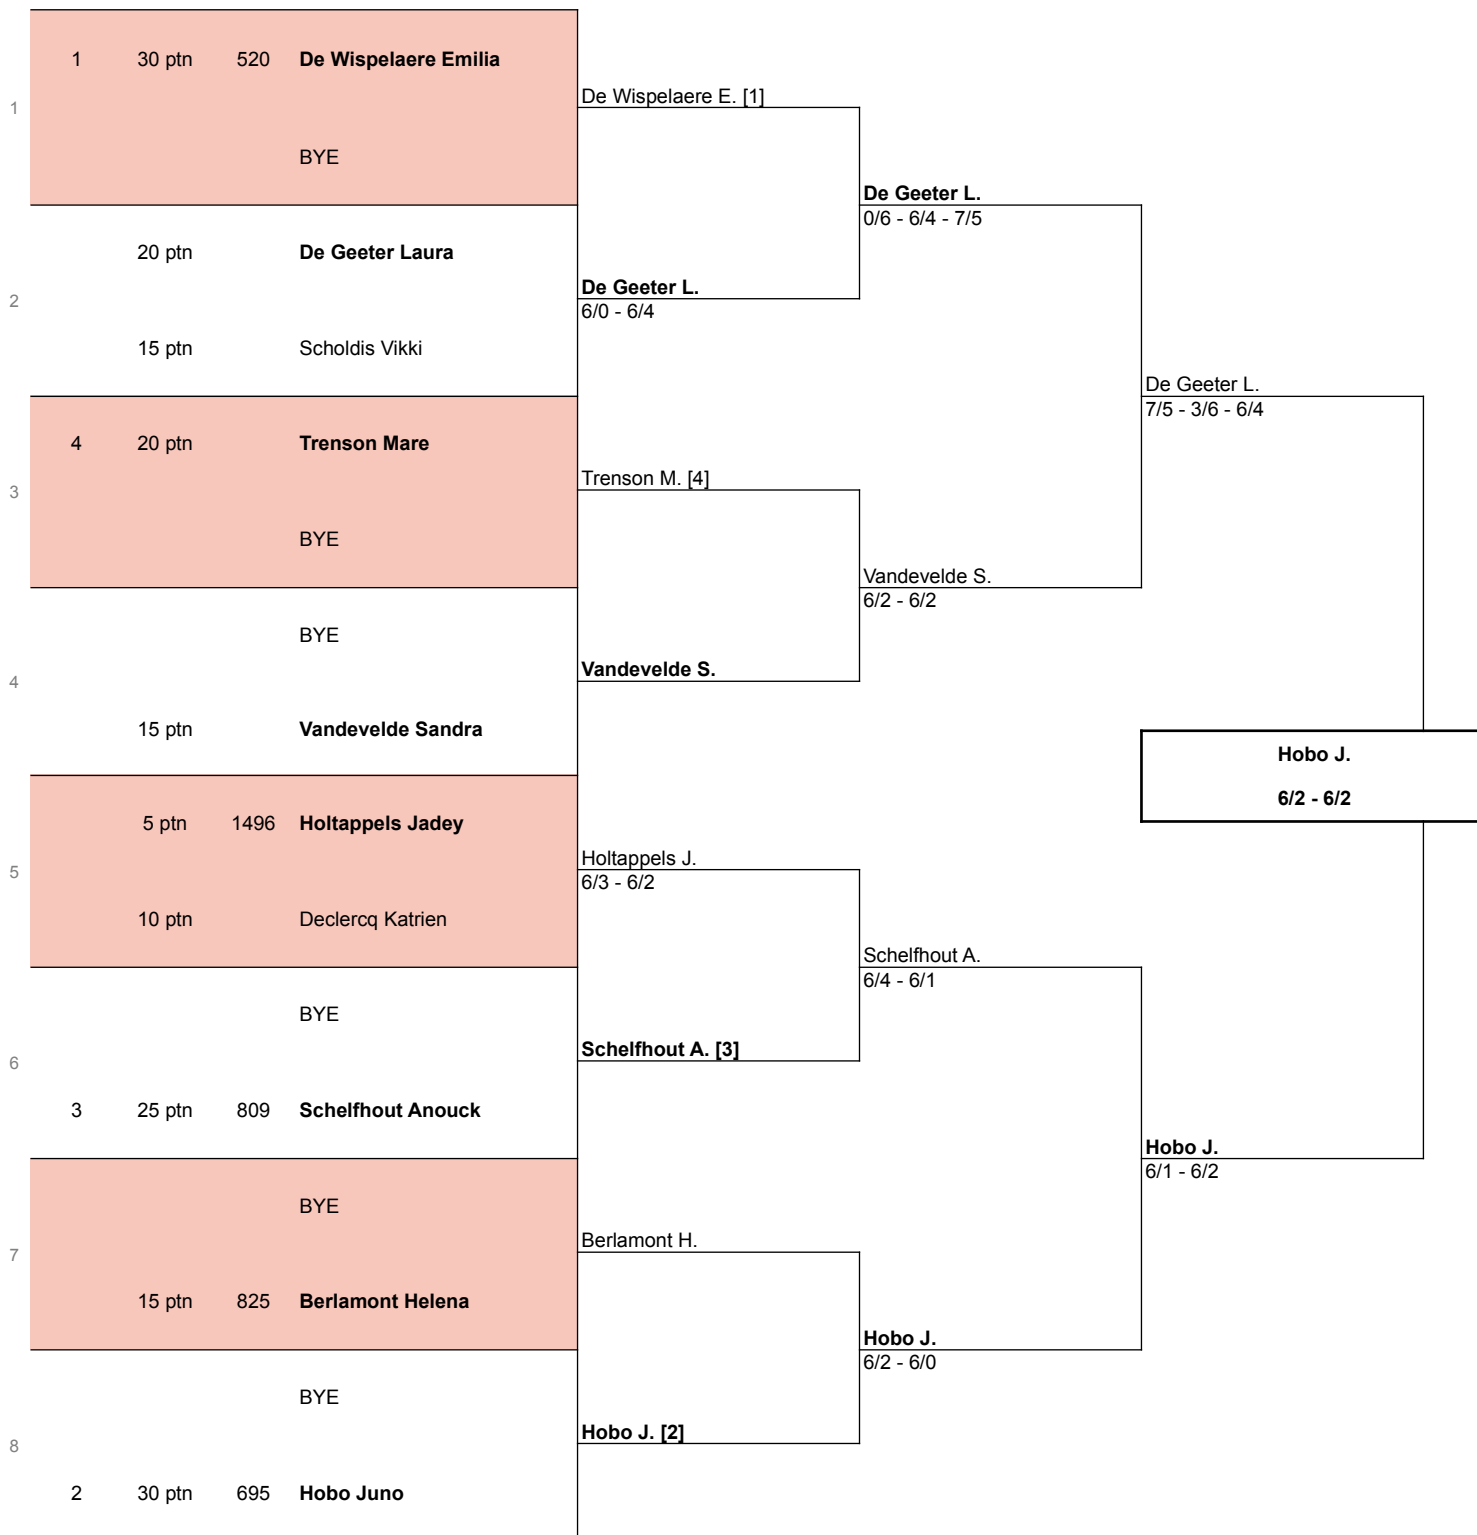 1 30 ptn 520 De Wispelaere Emilia
De Wispelaere E. [1]
1
BYE
De Geeter L.
0/6 - 6/4 - 7/5
20 ptn De Geeter Laura
De Geeter L.
2
6/0 - 6/4
15 ptn Scholdis Vikki
De Geeter L.
7/5 - 3/6 - 6/4
4 20 ptn Trenson Mare
Trenson M. [4]
3
BYE
Vandevelde S.
6/2 - 6/2
BYE
Vandevelde S.
4
15 ptn Vandevelde Sandra
Hobo J.
6/2 - 6/2
5 ptn 1496 Holtappels Jadey
Holtappels J.
5
6/3 - 6/2
10 ptn Declercq Katrien
Schelfhout A.
6/4 - 6/1
BYE
Schelfhout A. [3]
6
3 25 ptn 809 Schelfhout Anouck
Hobo J.
6/1 - 6/2
BYE
Berlamont H.
7
15 ptn 825 Berlamont Helena
Hobo J.
6/2 - 6/0
BYE
Hobo J. [2]
8
2 30 ptn 695 Hobo Juno